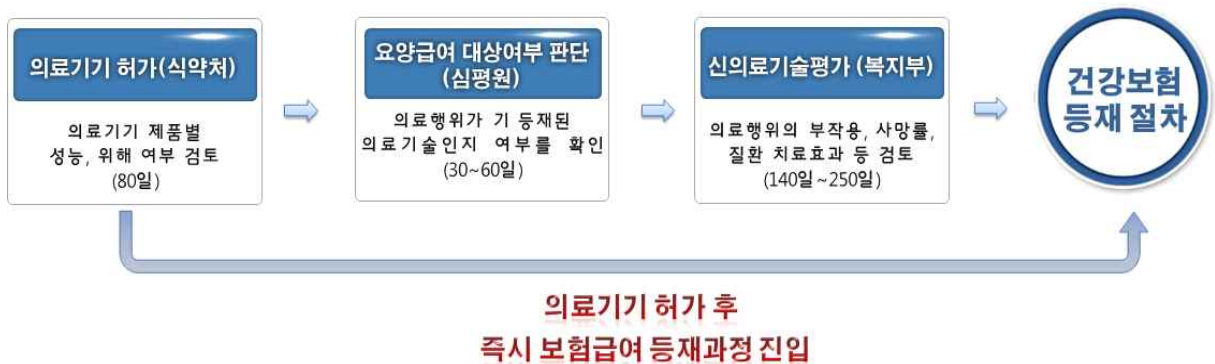 의료기기 허가(식약처)
의료기기 제품별
성능, 위해 여부 검토
(80일)
요양급여 대상여부 판단
(심평원)
의료행위가 기 등재된
의료기술인지 여부를 확인
(30~60일)
신의료기술평가 (복지부)
의료행위의 부작용, 사망률,
질환 치료효과 등 검토
(140일~250일)
건강보험
등재 절차
의료기기 허가 후
즉시 보험급여 등재과정 진입